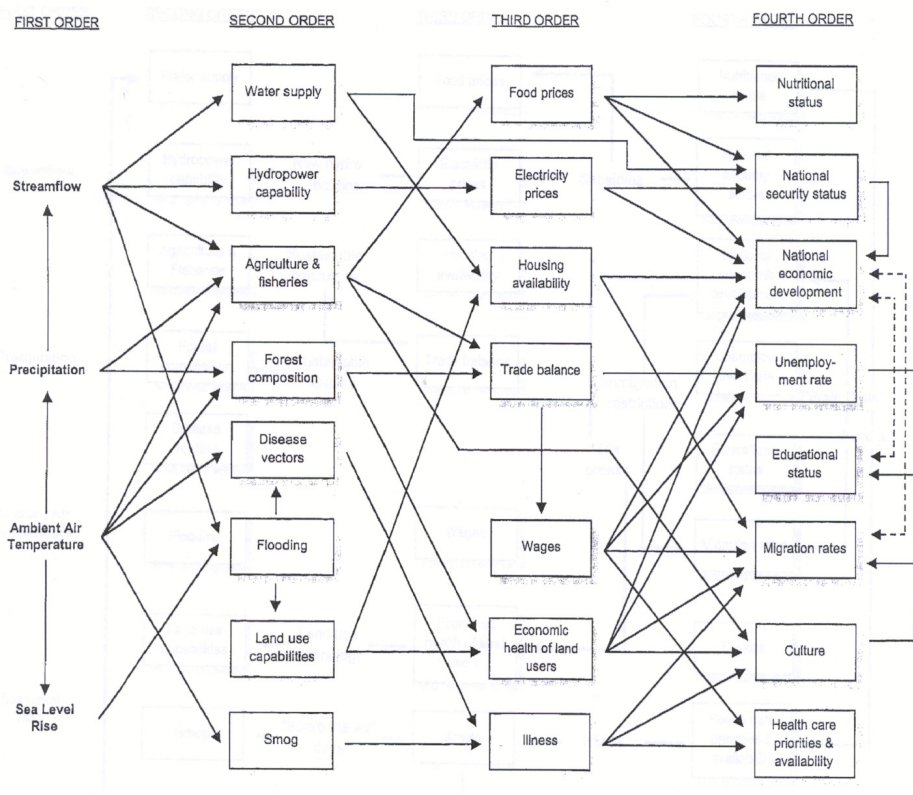 FIRST ORDER
SECOND ORDER
THIRD ORDER
FOURTH ORDER
Streamflow
Precipitation
Ambient Air
Temperature
Sea Level
Rise
Water supply
Hydropower
capability
Agriculture &
fisheries
Forest
composition
Disease
vectors
Flooding
Land use
capabilities
Smog
Food prices
Electricity
prices
Housing
availability
Trade balance
Wages
Economic
health of land
users
Illness
Nutritional
status
National
security status
National
economic
development
Unemploy-
ment rate
Educational
status
Migration rates
Culture
Health care
priorities &
availability